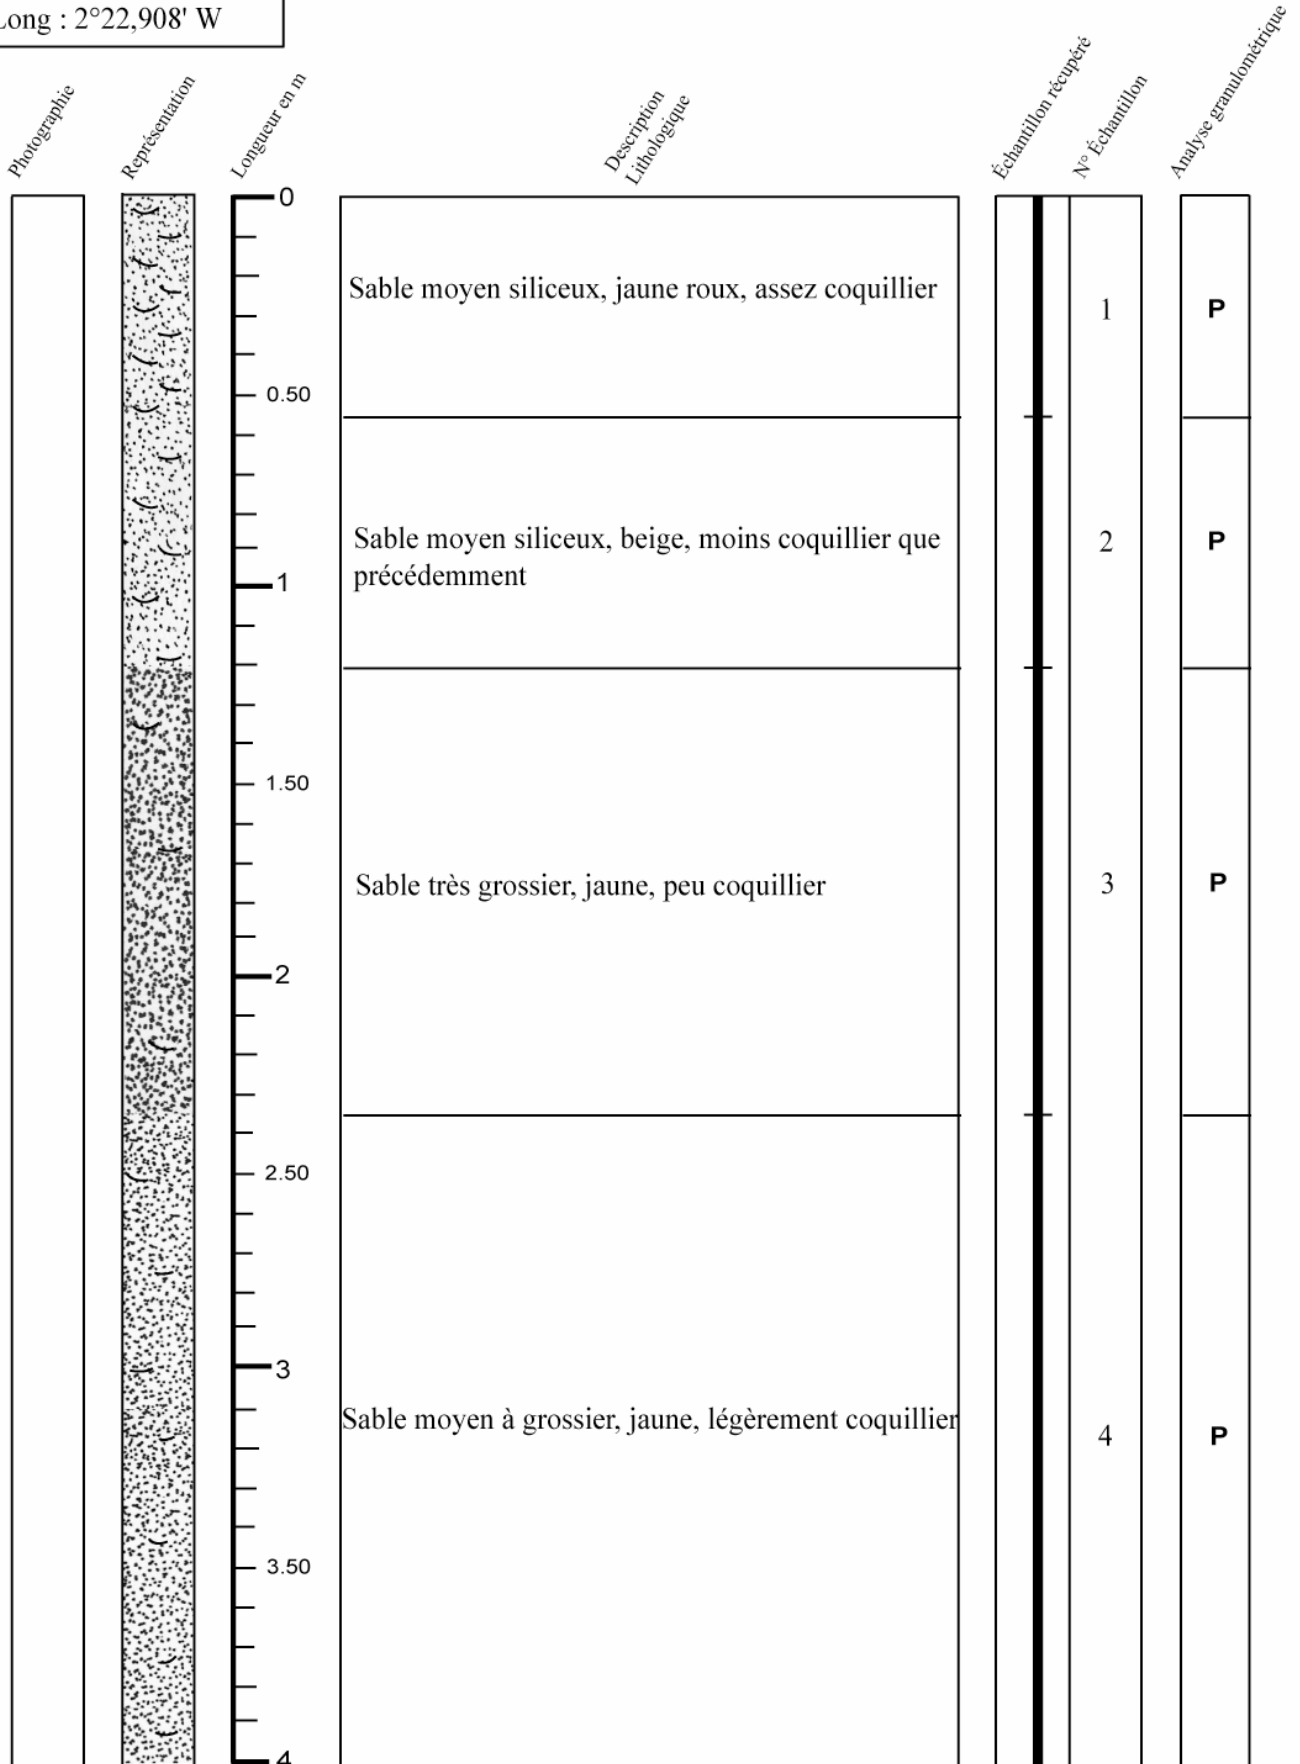 Long : 2°22,908' W
Photographie
Représentation
Longueur en m
Description
Lithologique
Échantillon récupéré
N° Échantillon
Analyse granulométrique
0
Sable moyen siliceux, jaune roux, assez coquillier
1
P
0.50
Sable moyen siliceux, beige, moins coquillier que
précédemment
2
P
1
1.50
Sable très grossier, jaune, peu coquillier
3
P
2
2.50
3
Sable moyen à grossier, jaune, légèrement coquillier
4
P
3.50
4